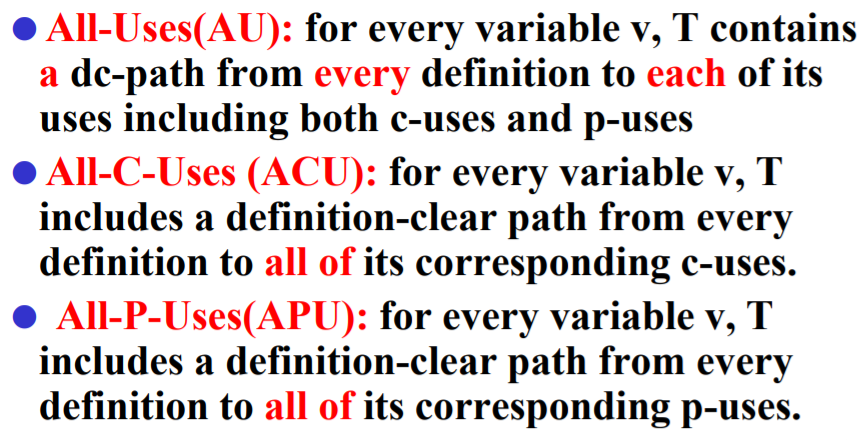 ● All-Uses(AU): for every variable v, T contains
a dc-path from every definition to each of its
uses including both c-uses and p-uses
● All-C-Uses (ACU): for every variable v, T
includes a definition-clear path from every
definition to all of its corresponding c-uses.
● All-P-Uses(APU): for every variable v, T
includes a definition-clear path from every
definition to all of its corresponding p-uses.